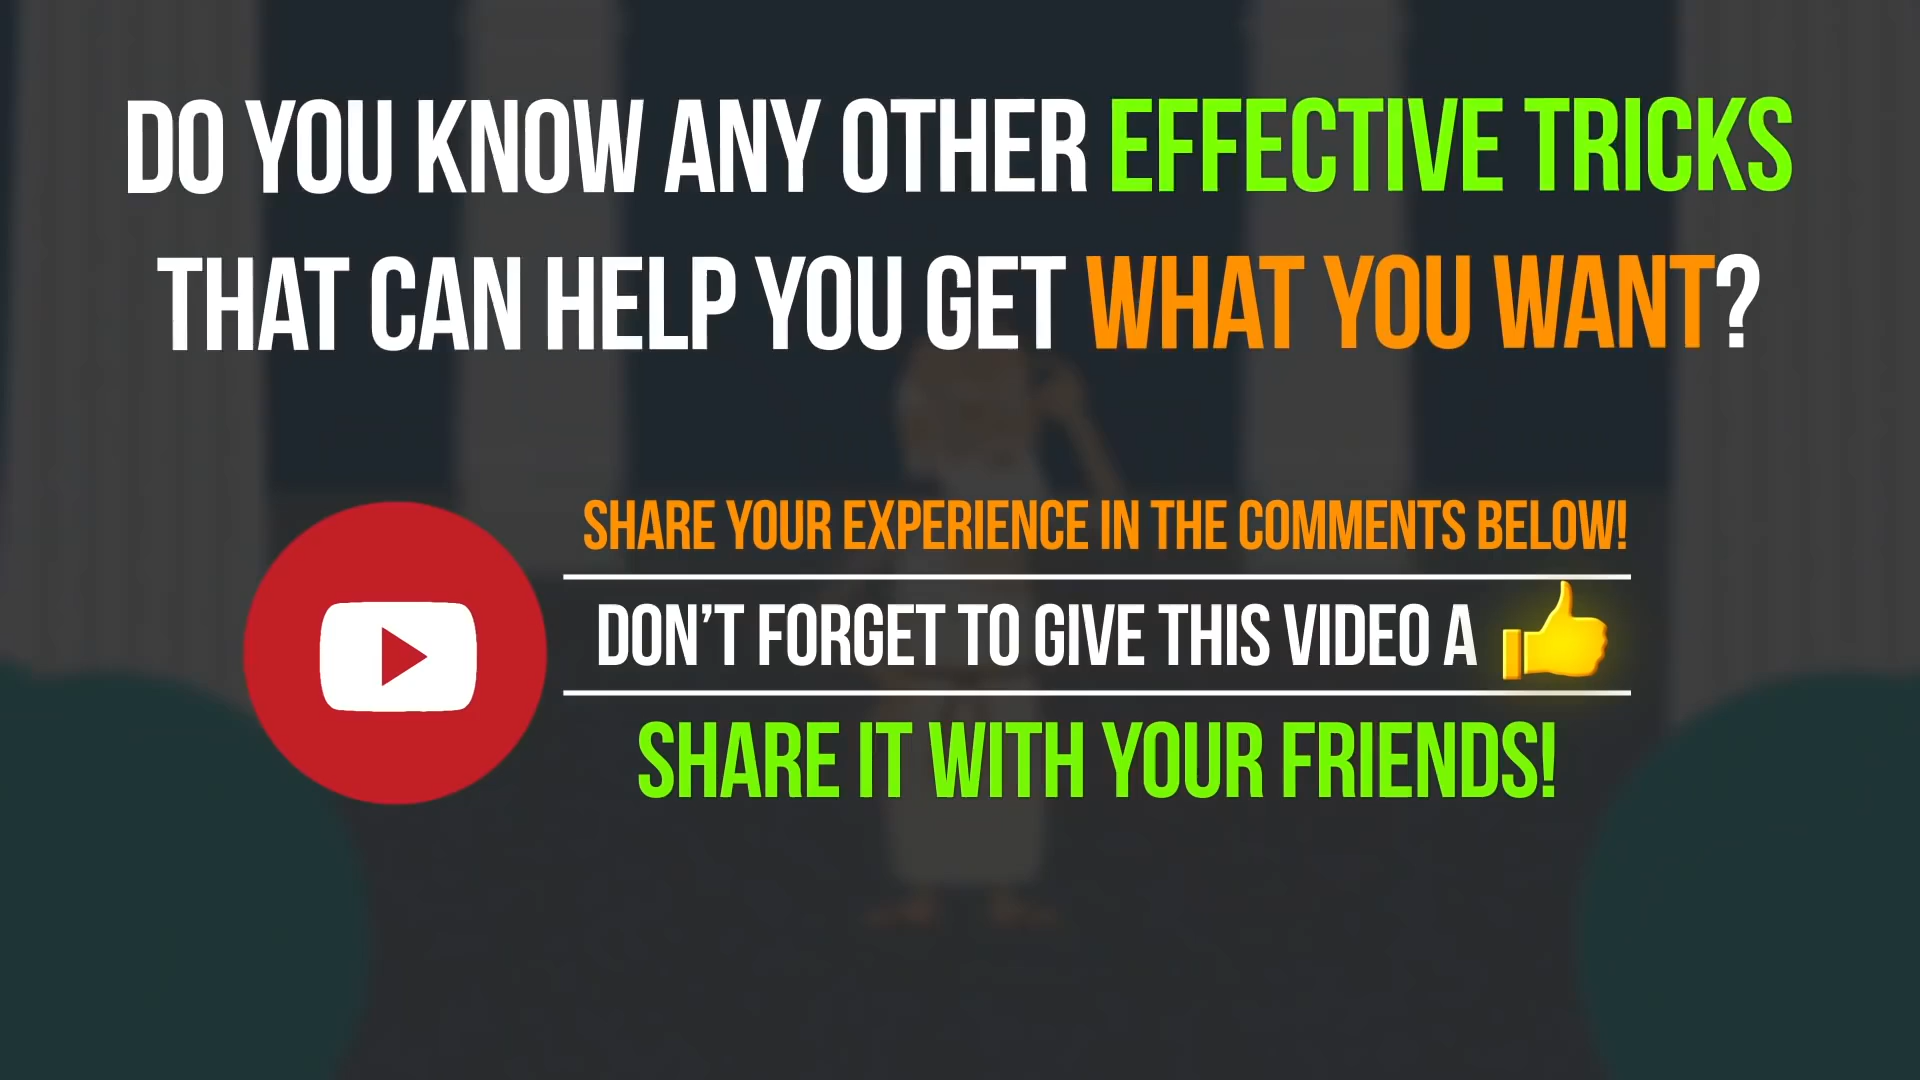 DO YOU KNOW ANY OTHER EFFECTIVE TRICKS
THAT CAN HELP YOU GET WHAT YOU WANT?
SHARE YOUR EXPERIENCE IN THE COMMENTS BELOW!
DON'T FORGET TO GIVE THIS VIDEO A
SHARE IT WITH YOUR FRIENDS!